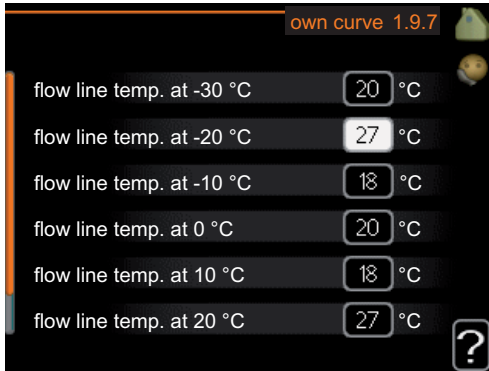 own curve 1.9.7
flow line temp. at -30 °C 20 °C
flow line temp. at -20 °C 27 °C
flow line temp. at -10 °C 18 °C
flow line temp. at 0 °C 20 °C
flow line temp. at 10 °C 18 °C
flow line temp. at 20 °C 27 °C
?